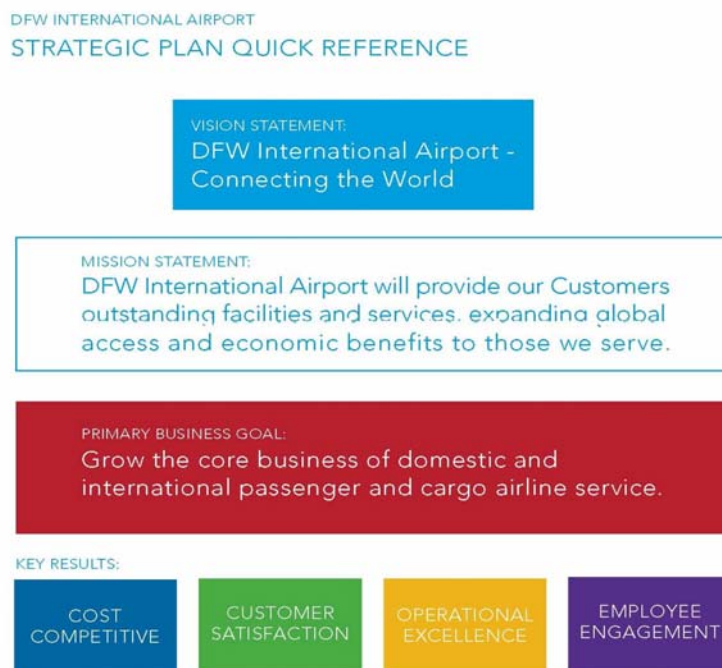 DFW INTERNATIONAL AIRPORT
STRATEGIC PLAN QUICK REFERENCE
VISION STATEMENT:
DFW International Airport -
Connecting the World
MISSION STATEMENT:
DFW International Airport will provide our Customers
outstanding facilities and services, expanding global
access and economic benefits to those we serve.
PRIMARY BUSINESS GOAL:
Grow the core business of domestic and
international passenger and cargo airline service.
KEY RESULTS:
COST
COMPETITIVE
CUSTOMER
SATISFACTION
OPERATIONAL
EXCELLENCE
EMPLOYEE
ENGAGEMENT